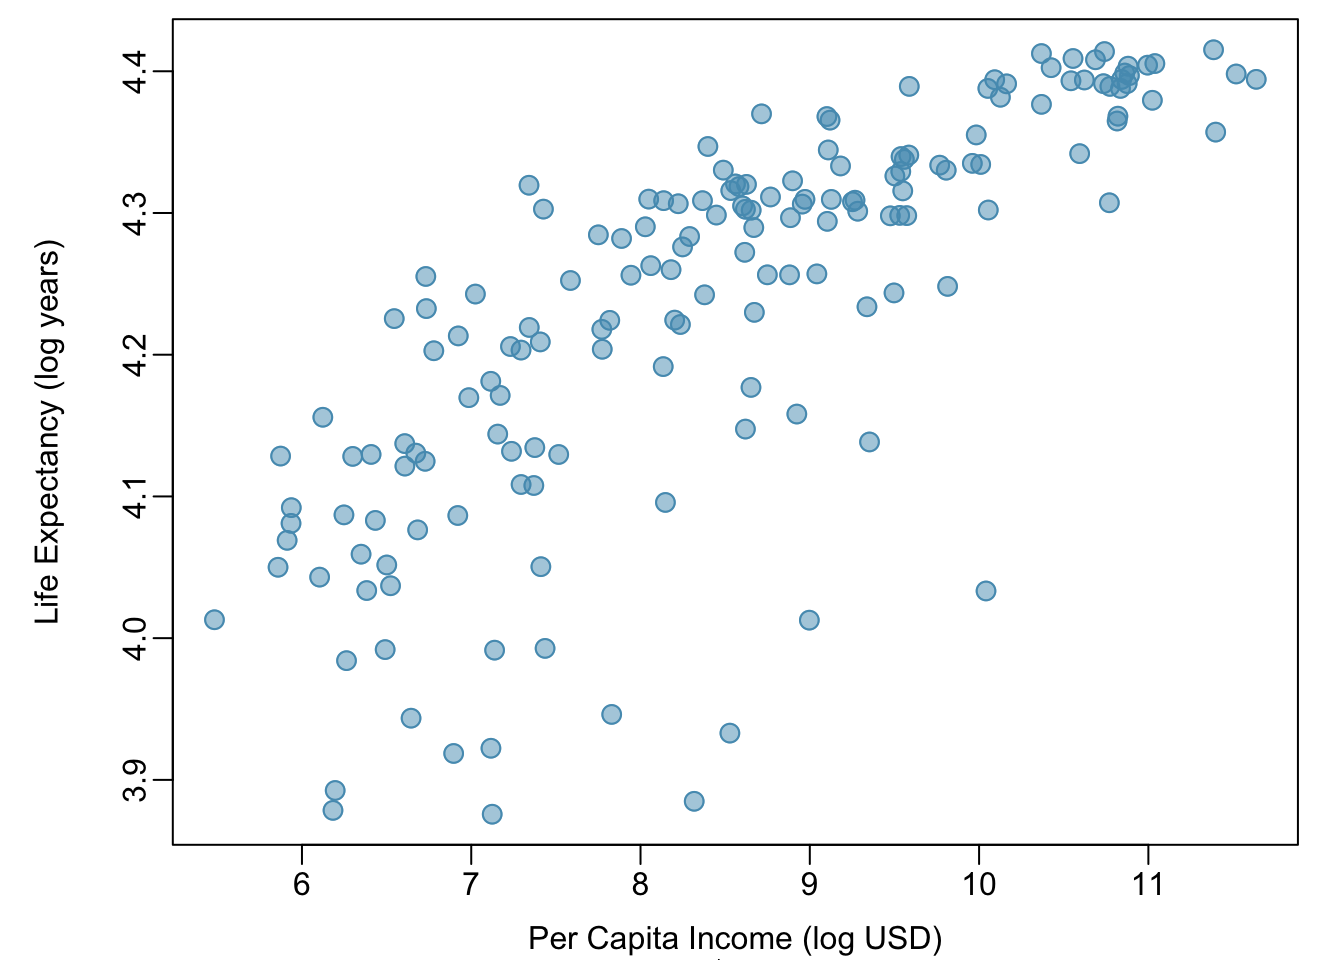 Life Expectancy (log years)
4.4
4.3
4.2
4.1
4.0
3.9
6 7 8 9 10 11
Per Capita Income (log USD)